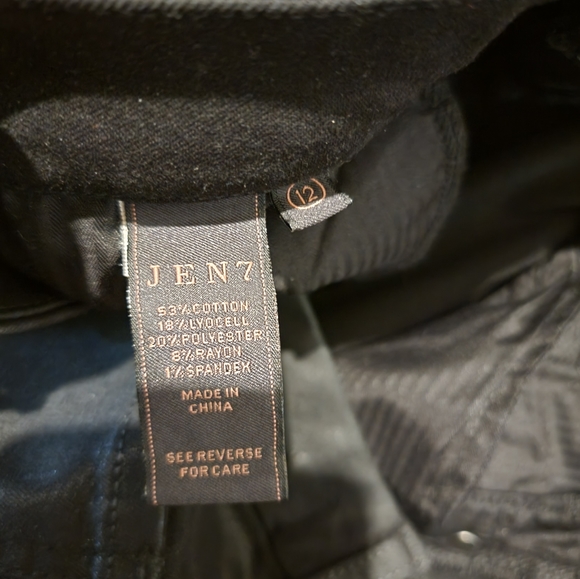 12
JEN7
53% COTTON
18% LYOCELL
20% POLYESTER
8% RAYON
1% SPANDEX
MADE IN
CHINA
SEE REVERSE
FOR CARE